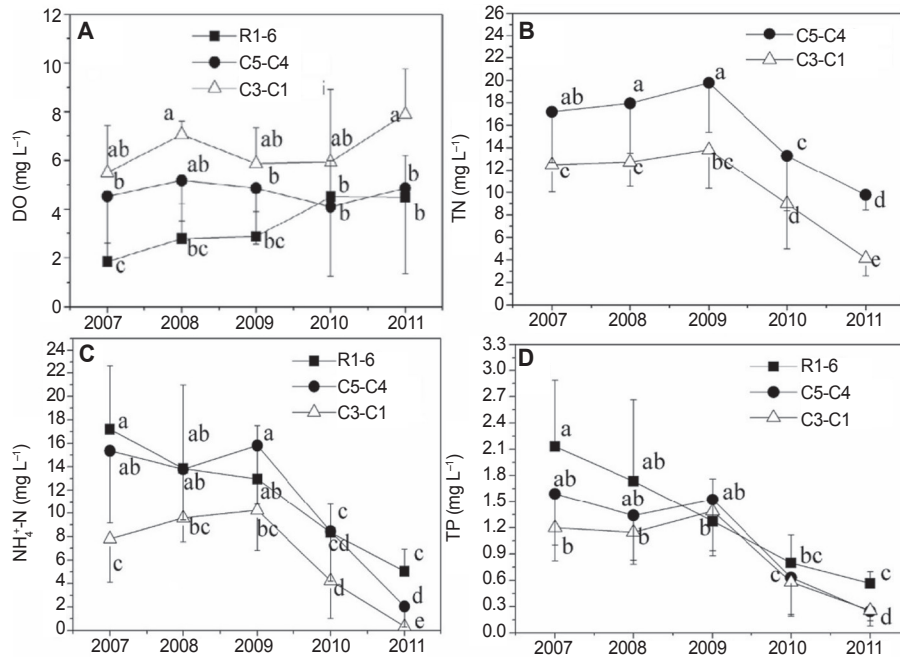 A
R1-6
C5-C4
C3-C1
DO (mg L⁻¹)
12
10
8
6
4
2
0
ab a ab i ab a
b ab b b b
c bc bc b b
2007 2008 2009 2010 2011
B
C5-C4
C3-C1
TN (mg L⁻¹)
26
24
22
20
18
16
14
12
10
8
6
4
2
0
ab a a c d
c c bc d e
2007 2008 2009 2010 2011
C
R1-6
C5-C4
C3-C1
NH₄⁺-N (mg L⁻¹)
24
22
20
18
16
14
12
10
8
6
4
2
0
a ab a c c
ab ab ab cd d
c bc bc d e
2007 2008 2009 2010 2011
D
R1-6
C5-C4
C3-C1
TP (mg L⁻¹)
3.3
3.0
2.7
2.4
2.1
1.8
1.5
1.2
0.9
0.6
0.3
0.0
a ab ab bc c
ab ab b c d
b b
2007 2008 2009 2010 2011